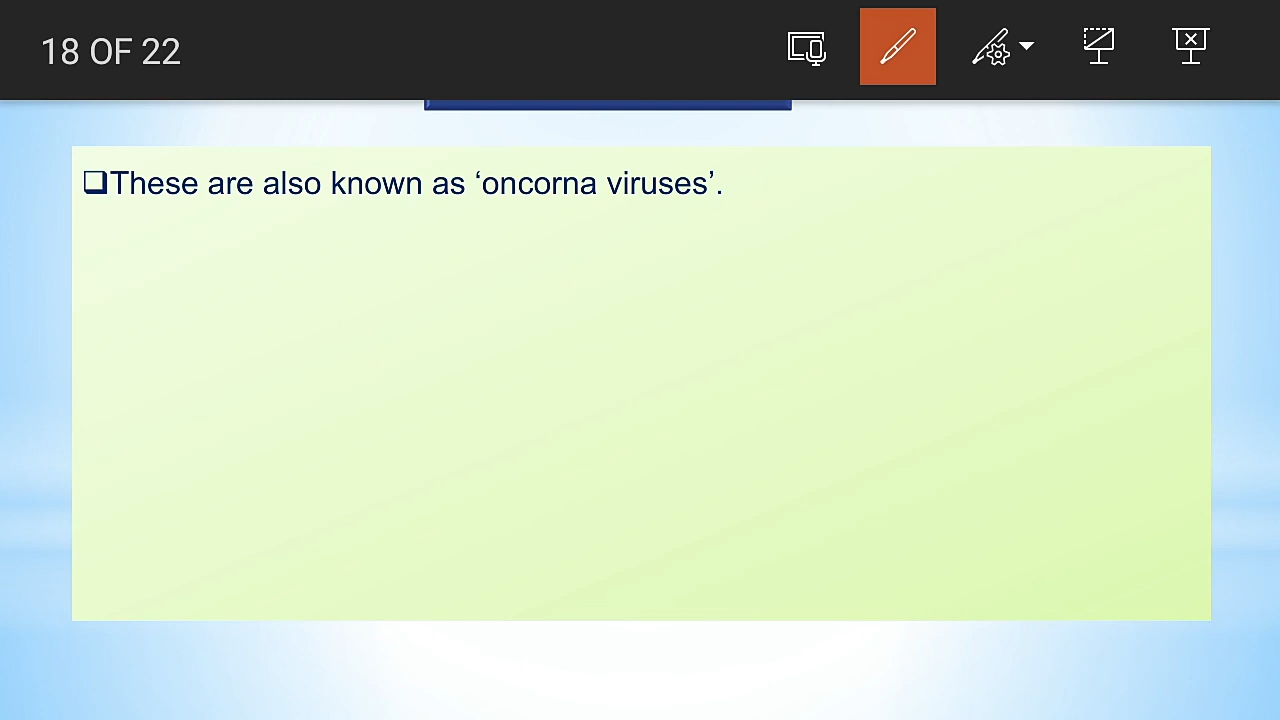 18 OF 22
❑These are also known as ‘oncorna viruses’.